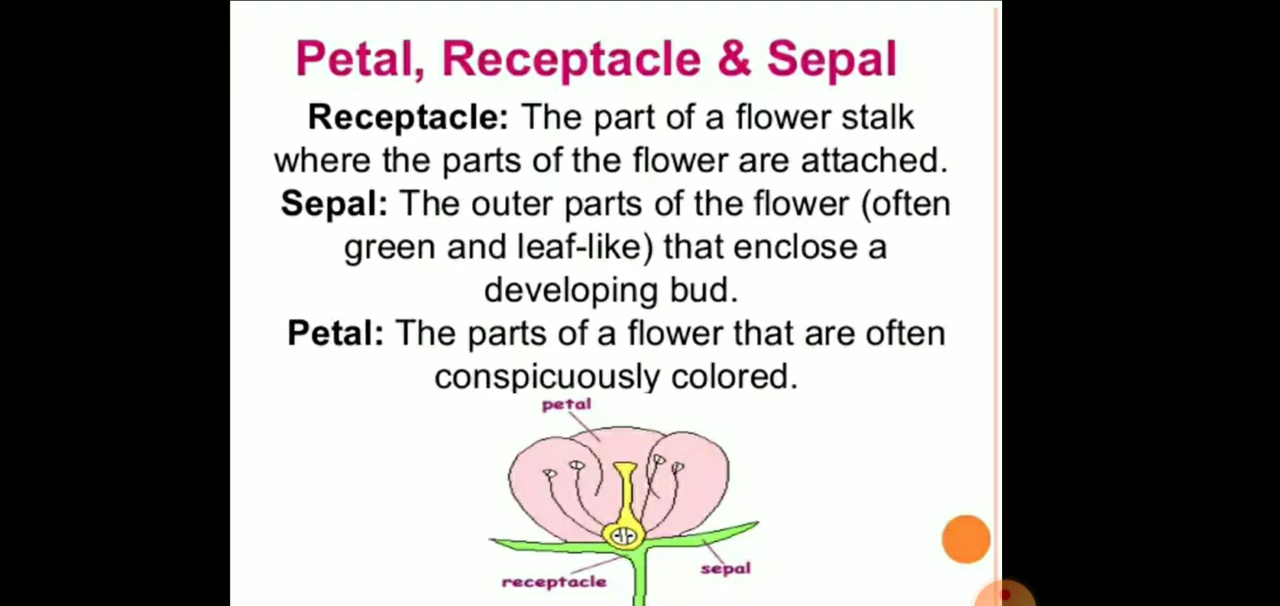 Petal, Receptacle & Sepal
Receptacle: The part of a flower stalk
where the parts of the flower are attached.
Sepal: The outer parts of the flower (often
green and leaf-like) that enclose a
developing bud.
Petal: The parts of a flower that are often
conspicuously colored.
petal
receptacle
sepal